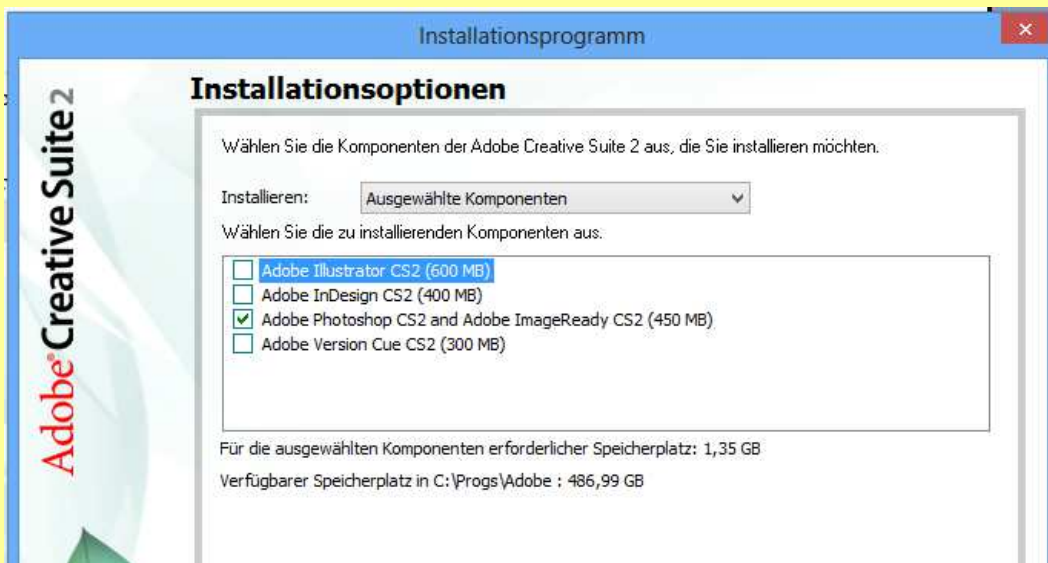 Installationsprogramm
Adobe® Creative Suite 2
Installationsoptionen
Wählen Sie die Komponenten der Adobe Creative Suite 2 aus, die Sie installieren möchten.
Installieren: Ausgewählte Komponenten
Wählen Sie die zu installierenden Komponenten aus.
Adobe Illustrator CS2 (600 MB)
Adobe InDesign CS2 (400 MB)
Adobe Photoshop CS2 and Adobe ImageReady CS2 (450 MB)
Adobe Version Cue CS2 (300 MB)
Für die ausgewählten Komponenten erforderlicher Speicherplatz: 1,35 GB
Verfügbarer Speicherplatz in C:\Progs\Adobe : 486,99 GB